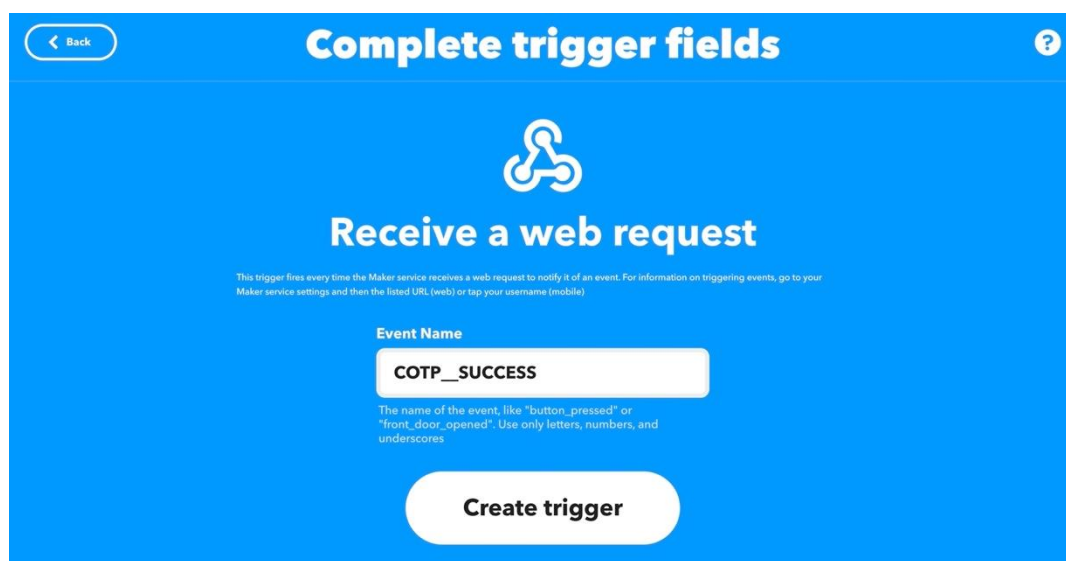 Back
Complete trigger fields
?
Receive a web request
This trigger fires every time the Maker service receives a web request to notify it of an event. For information on triggering events, go to your
Maker service settings and then the listed URL (web) or tap your username (mobile)
Event Name
COTP__SUCCESS
The name of the event, like "button_pressed" or
"front_door_opened". Use only letters, numbers, and
underscores
Create trigger